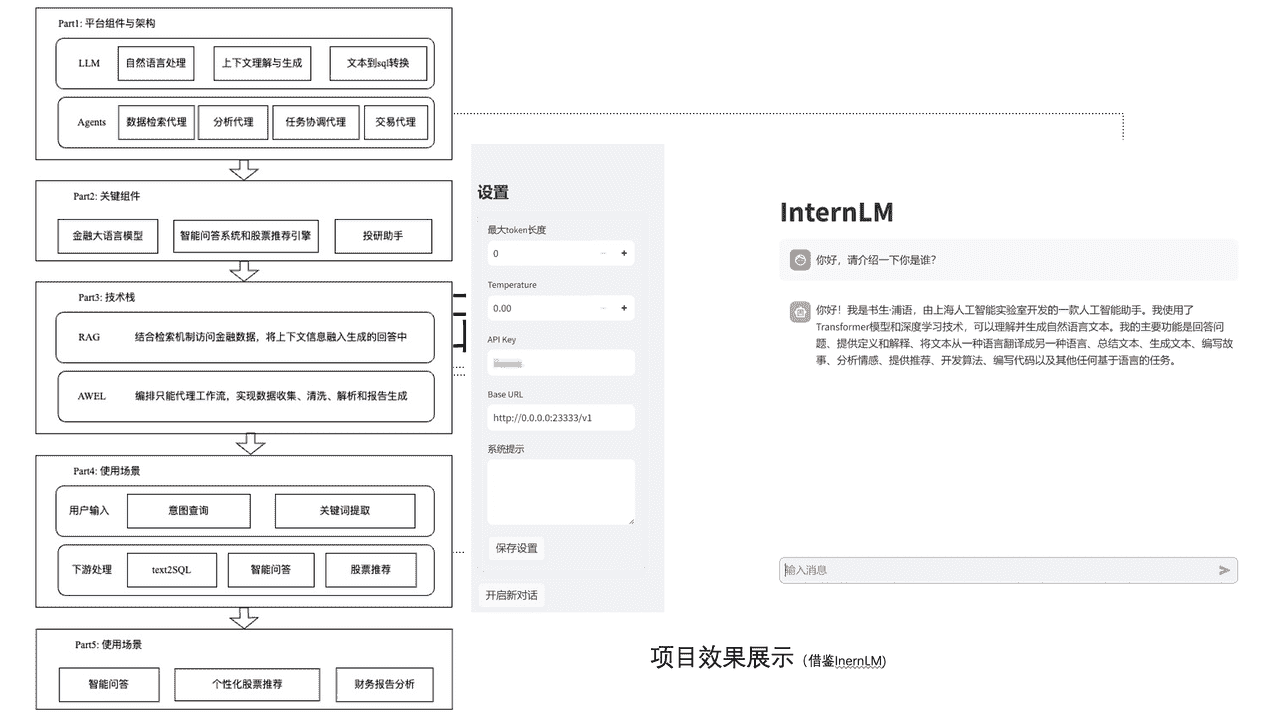 Part1: 平台组件与架构
LLM 自然语言处理 上下文理解与生成 文本到sql转换
Agents 数据检索代理 分析代理 任务协调代理 交易代理
Part2: 关键组件
金融大语言模型 智能问答系统和股票推荐引擎 投研助手
Part3: 技术栈
RAG 结合检索机制访问金融数据，将上下文信息融入生成的回答中
AWEL 编排只能代理工作流，实现数据收集、清洗、解析和报告生成
Part4: 使用场景
用户输入 意图查询 关键词提取
下游处理 text2SQL 智能问答 股票推荐
Part5: 使用场景
智能问答 个性化股票推荐 财务报告分析
设置
最大token长度
0 − +
Temperature
0.00 − +
API Key
Base URL
http://0.0.0.0:23333/v1
系统提示
保存设置
开启新对话
InternLM
你好，请介绍一下你是谁？
你好！我是书生·浦语，由上海人工智能实验室开发的一款人工智能助手。我使用了
Transformer模型和深度学习技术，可以理解并生成自然语言文本。我的主要功能是回答问
题、提供定义和解释、将文本从一种语言翻译成另一种语言、总结文本、生成文本、编写故
事、分析情感、提供推荐、开发算法、编写代码以及其他任何基于语言的任务。
输入消息
项目效果展示（借鉴InernLM)